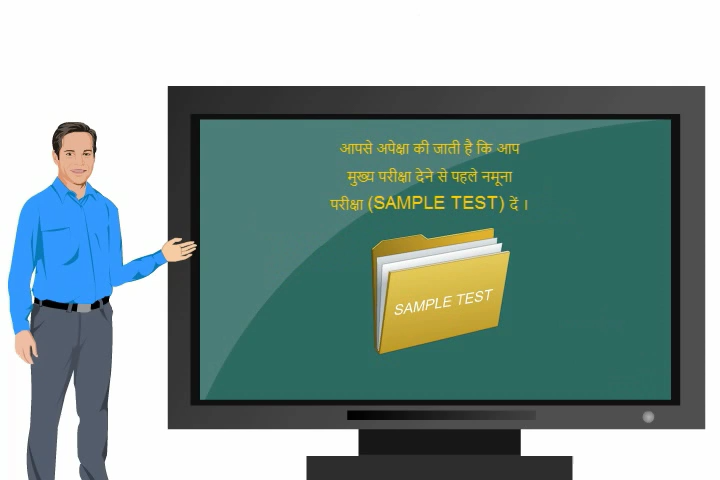 आपसे अपेक्षा की जाती है कि आप
मुख्य परीक्षा देने से पहले नमूना
परीक्षा (SAMPLE TEST) दें ।
SAMPLE TEST